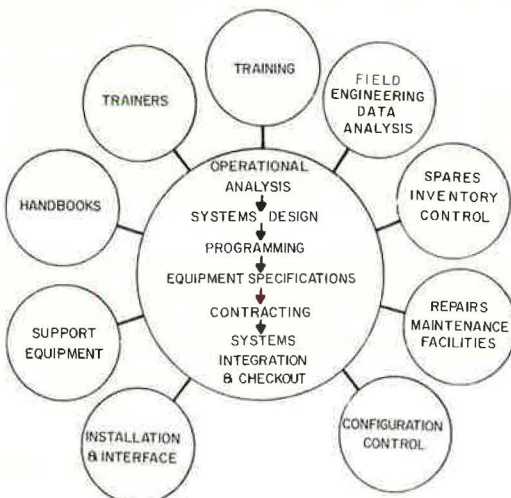 TRAINING
FIELD
ENGINEERING
DATA
ANALYSIS
TRAINERS
SPARES
INVENTORY
CONTROL
HANDBOOKS
OPERATIONAL
ANALYSIS
SYSTEMS DESIGN
PROGRAMMING
EQUIPMENT SPECIFICATIONS
CONTRACTING
SYSTEMS
INTEGRATION
& CHECKOUT
REPAIRS
MAINTENANCE
FACILITIES
SUPPORT
EQUIPMENT
CONFIGURATION
CONTROL
INSTALLATION
& INTERFACE